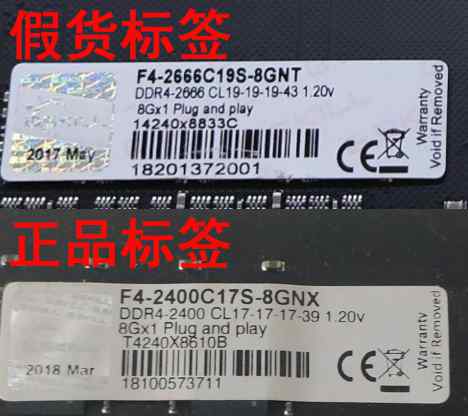 假货标签
F4-2666C19S-8GNT
DDR4-2666 CL19-19-19-43 1.20v
8Gx1 Plug and play
14240x8833C
2017 May
18201372001
Warranty
Void if Removed
正品标签
F4-2400C17S-8GNX
DDR4-2400 CL17-17-17-39 1.20v
8Gx1 Plug and play
T4240X8610B
2018 Mar
18100573711
Warranty
Void if Removed